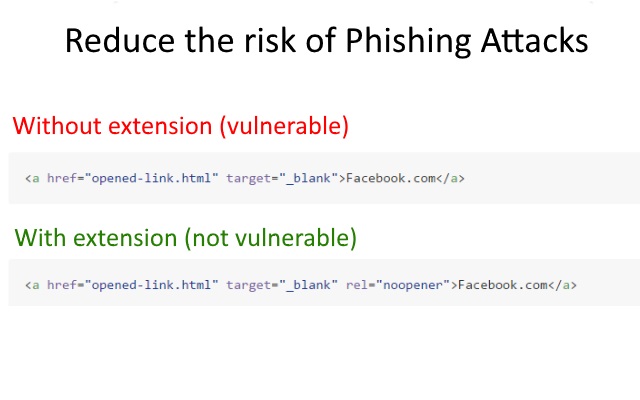 Reduce the risk of Phishing Attacks
Without extension (vulnerable)
<a href="opened-link.html" target="_blank">Facebook.com</a>
With extension (not vulnerable)
<a href="opened-link.html" target="_blank" rel="noopener">Facebook.com</a>